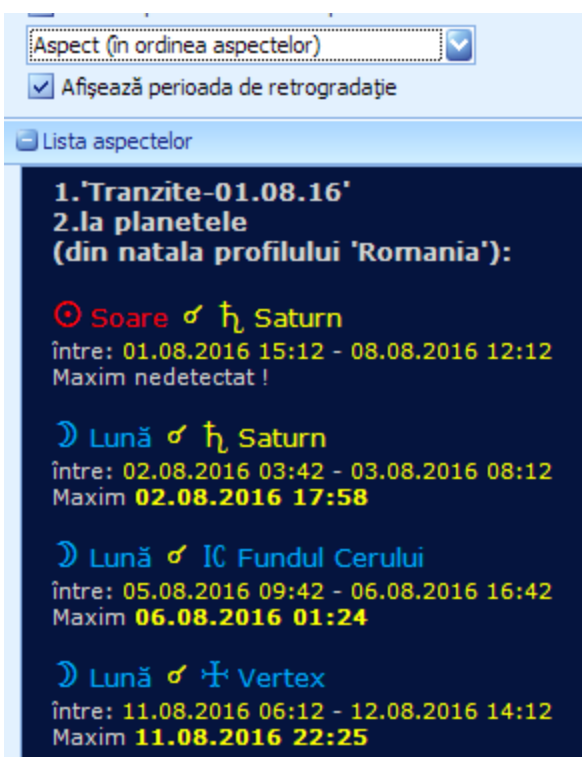 Aspect (în ordinea aspectelor)
Afişează perioada de retrogradaţie
Lista aspectelor
1.'Tranzite-01.08.16'
2.la planetele
(din natala profilului 'Romania'):
☉ Soare ☌ ♄ Saturn
între: 01.08.2016 15:12 - 08.08.2016 12:12
Maxim nedetectat !
☽ Lună ☌ ♄ Saturn
între: 02.08.2016 03:42 - 03.08.2016 08:12
Maxim 02.08.2016 17:58
☽ Lună ☌ IC Fundul Cerului
între: 05.08.2016 09:42 - 06.08.2016 16:42
Maxim 06.08.2016 01:24
☽ Lună ☌ Vertex
între: 11.08.2016 06:12 - 12.08.2016 14:12
Maxim 11.08.2016 22:25